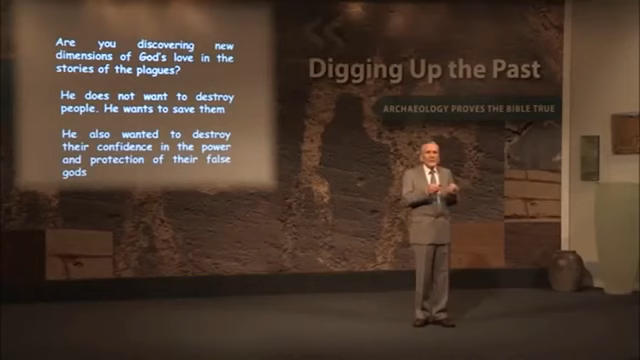 Are you discovering new
dimensions of God's love in the
stories of the plagues?
He does not want to destroy
people. He wants to save them
He also wanted to destroy
their confidence in the power
and protection of their false
gods
Digging Up the Past
ARCHAEOLOGY PROVES THE BIBLE TRUE